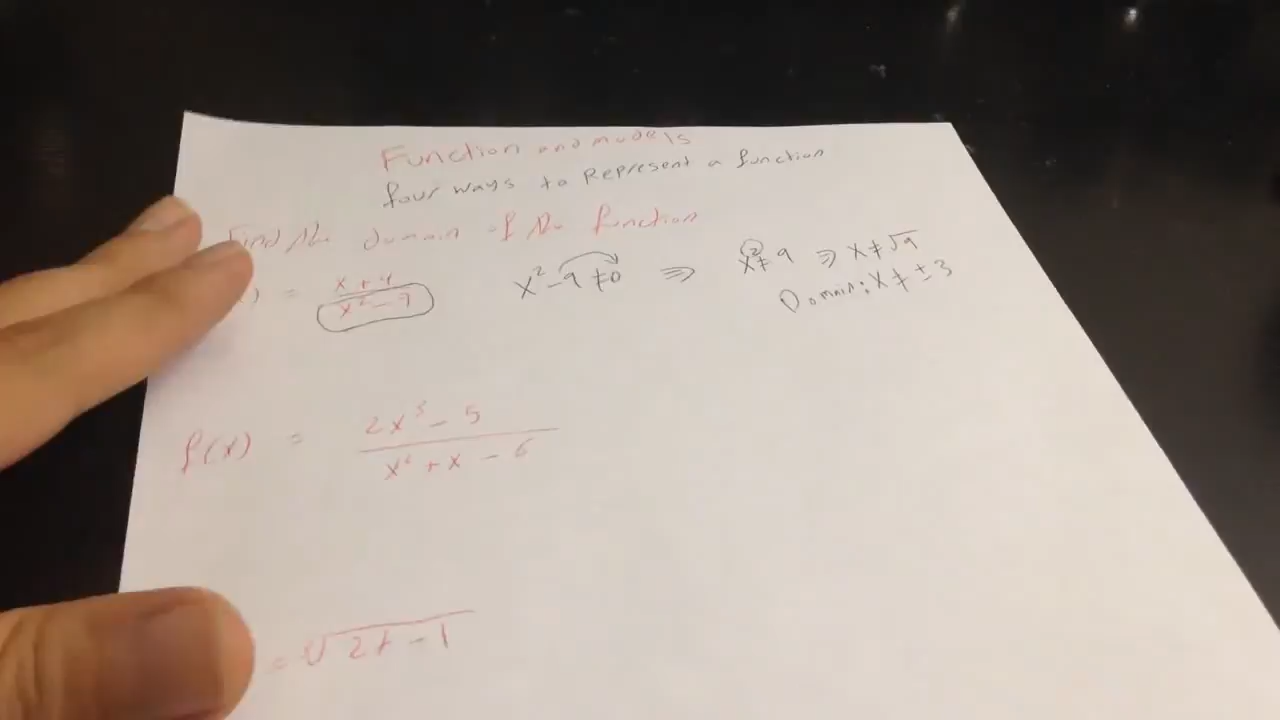 Function and models
four ways to Represent a function
Find the domain of the function
) = x + 4 / x² - 9
x² - 9 ≠ 0 ⇒ x² ≠ 9 ⇒ x ≠ √9
Domain: x ≠ ± 3
f(x) = 2x³ - 5 / x² + x - 6
= √2t - 1